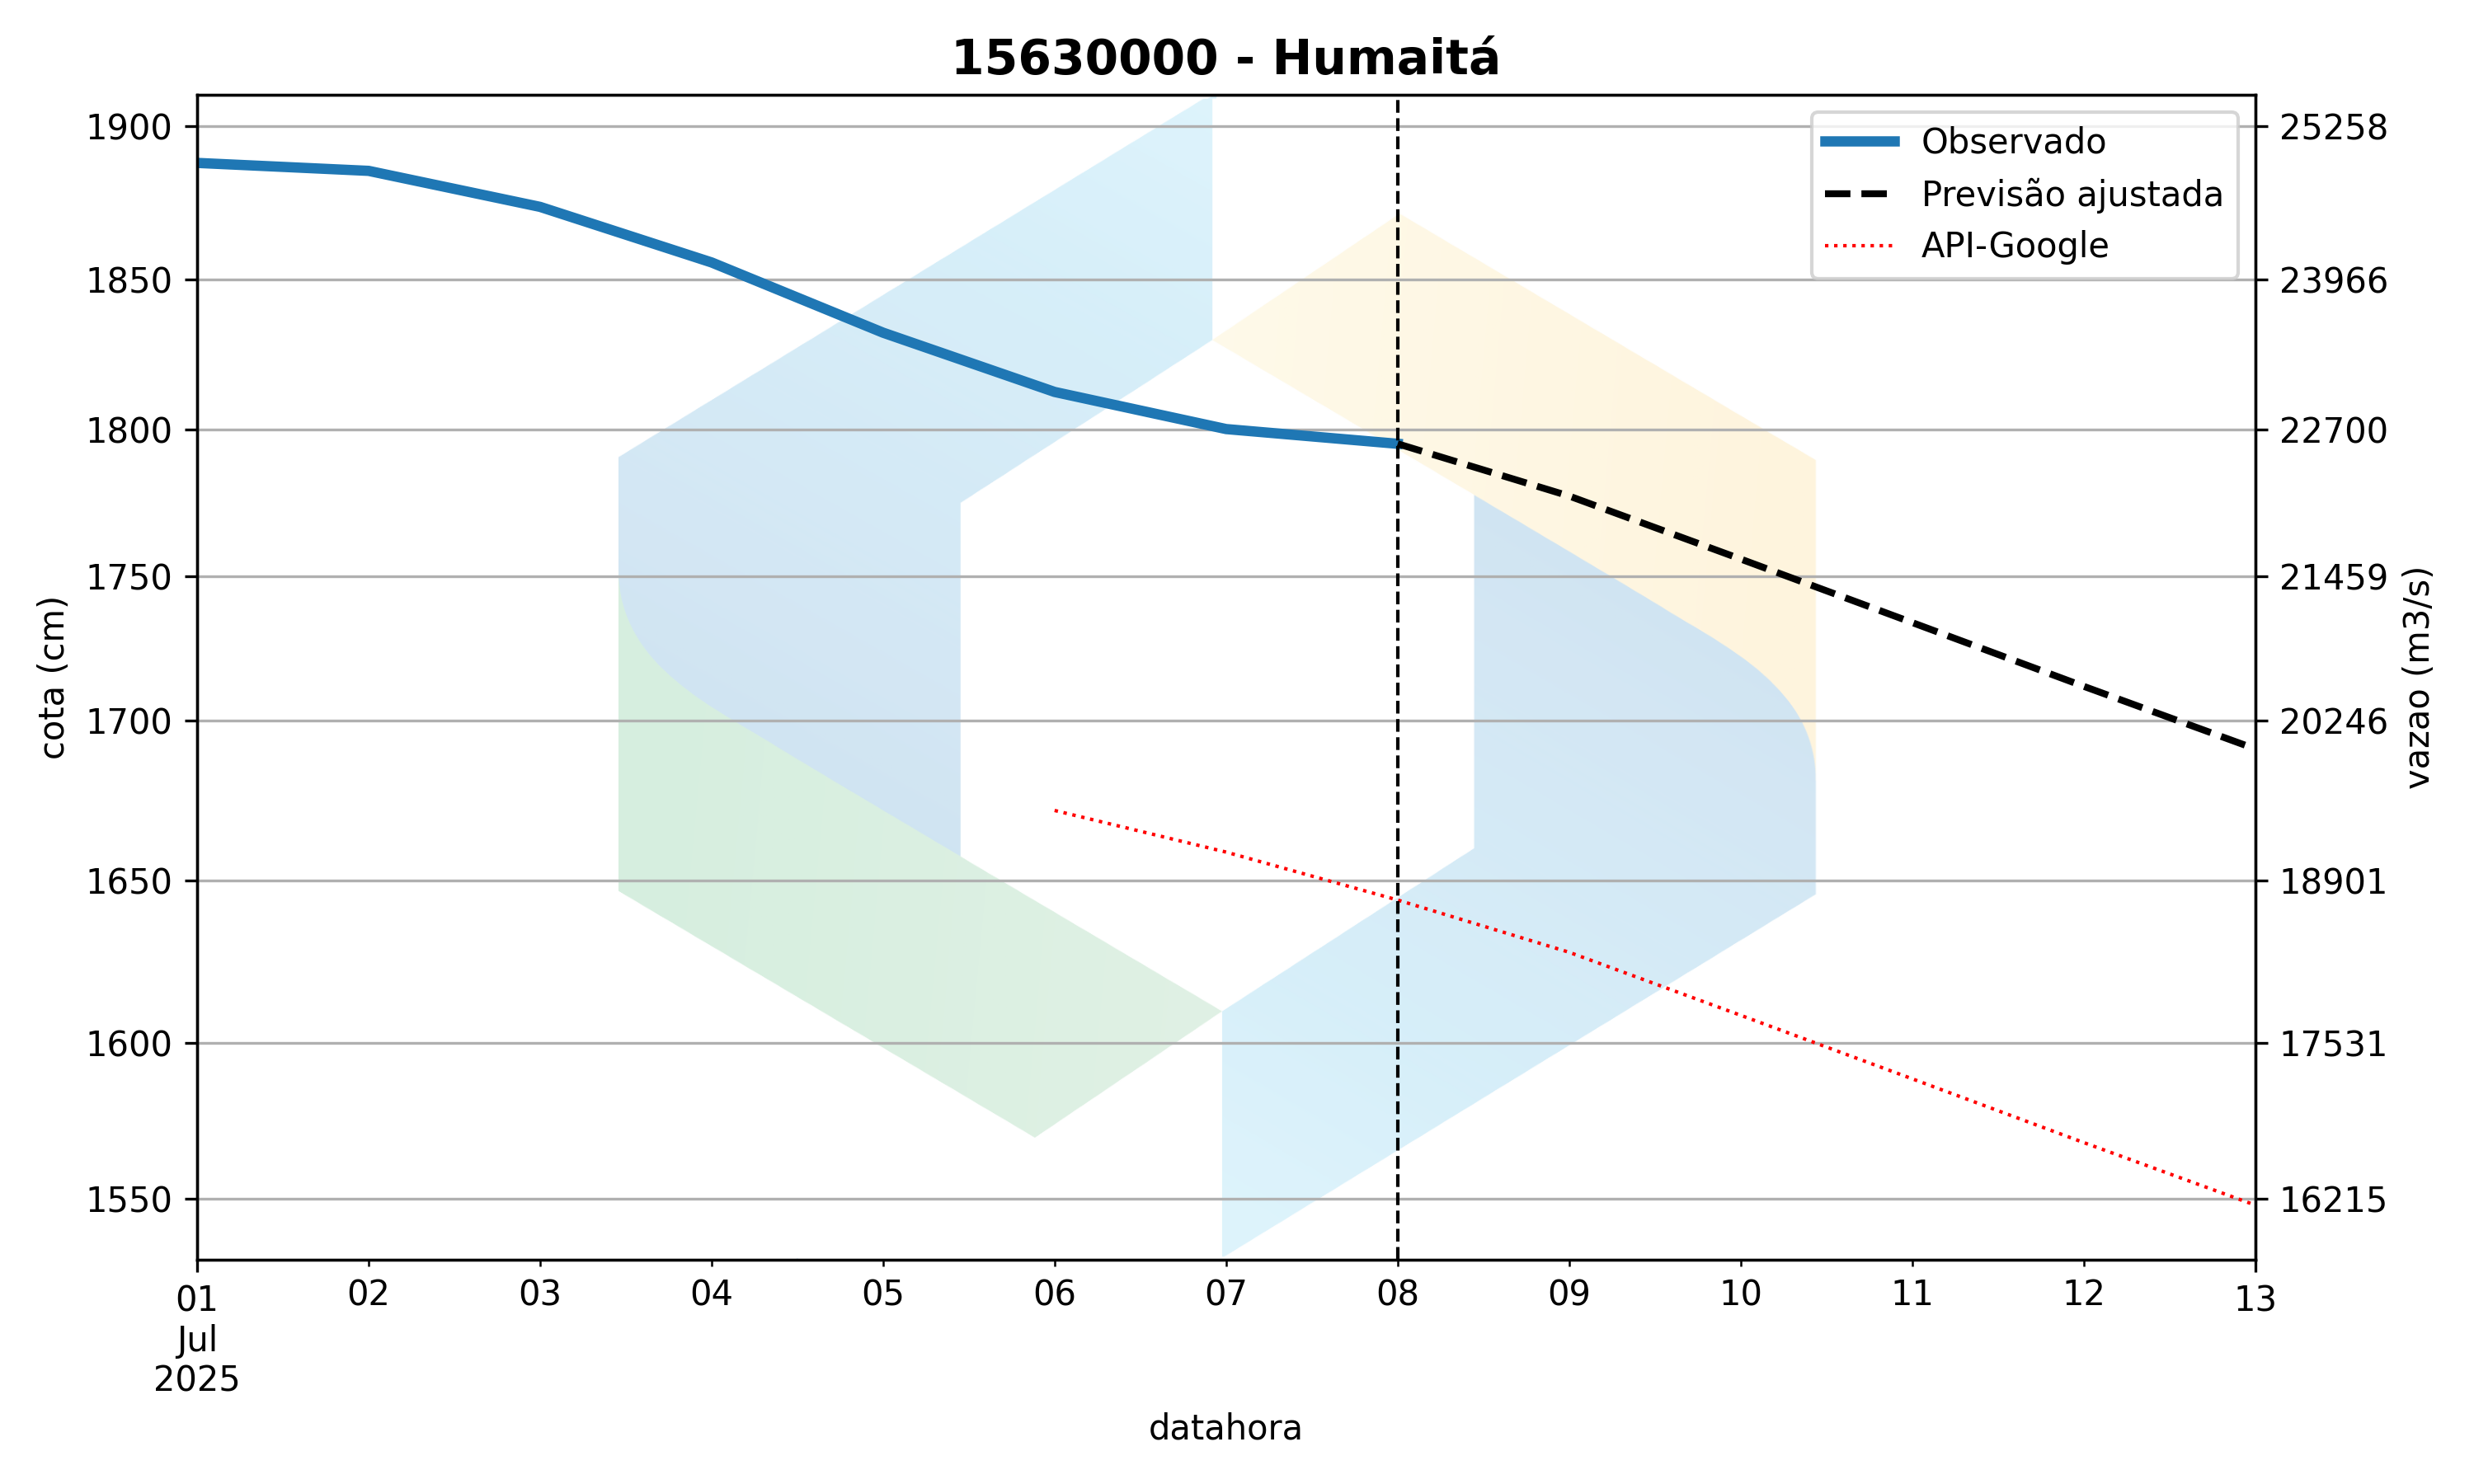 15630000 - Humaitá
Observado
Previsão ajustada
API-Google
1900
1850
1800
1750
1700
1650
1600
1550
cota (cm)
25258
23966
22700
21459
20246
18901
17531
16215
vazao (m3/s)
01 02 03 04 05 06 07 08 09 10 11 12 13
Jul
2025
datahora